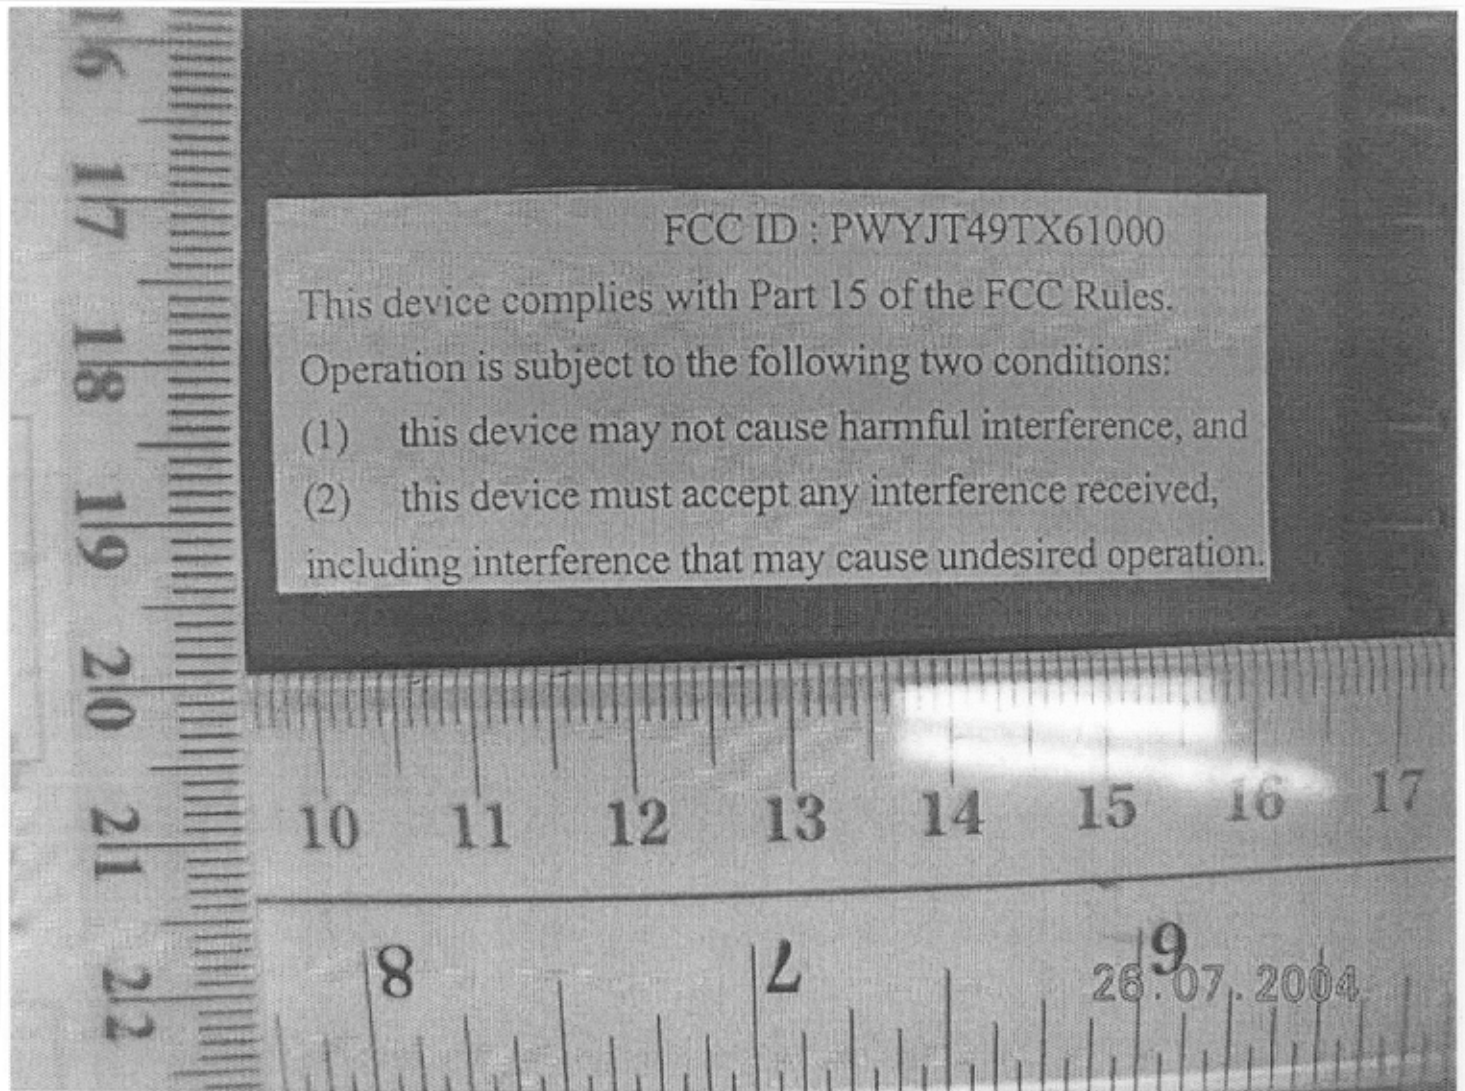 16
17
18
19
20
21
22
FCC ID : PWYJT49TX61000
This device complies with Part 15 of the FCC Rules.
Operation is subject to the following two conditions:
(1) this device may not cause harmful interference, and
(2) this device must accept any interference received,
including interference that may cause undesired operation.
10 11 12 13 14 15 16 17
8 7 6
26.07.2004